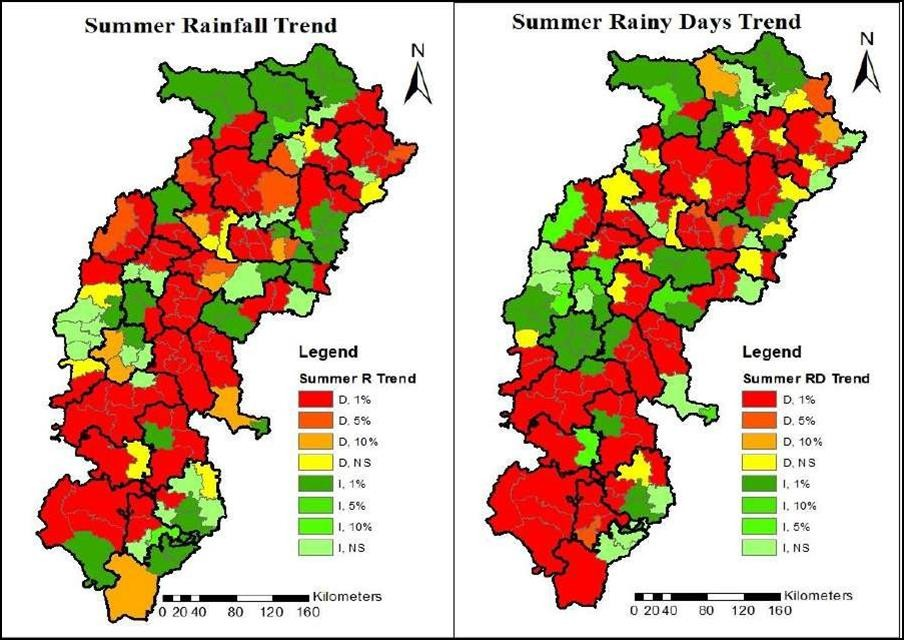 Summer Rainfall Trend
N
Legend
Summer R Trend
D, 1%
D, 5%
D, 10%
D, NS
I, 1%
I, 5%
I, 10%
I, NS
Kilometers
0 20 40 80 120 160
Summer Rainy Days Trend
N
Legend
Summer RD Trend
D, 1%
D, 5%
D, 10%
D, NS
I, 1%
I, 10%
I, 5%
I, NS
Kilometers
0 20 40 80 120 160